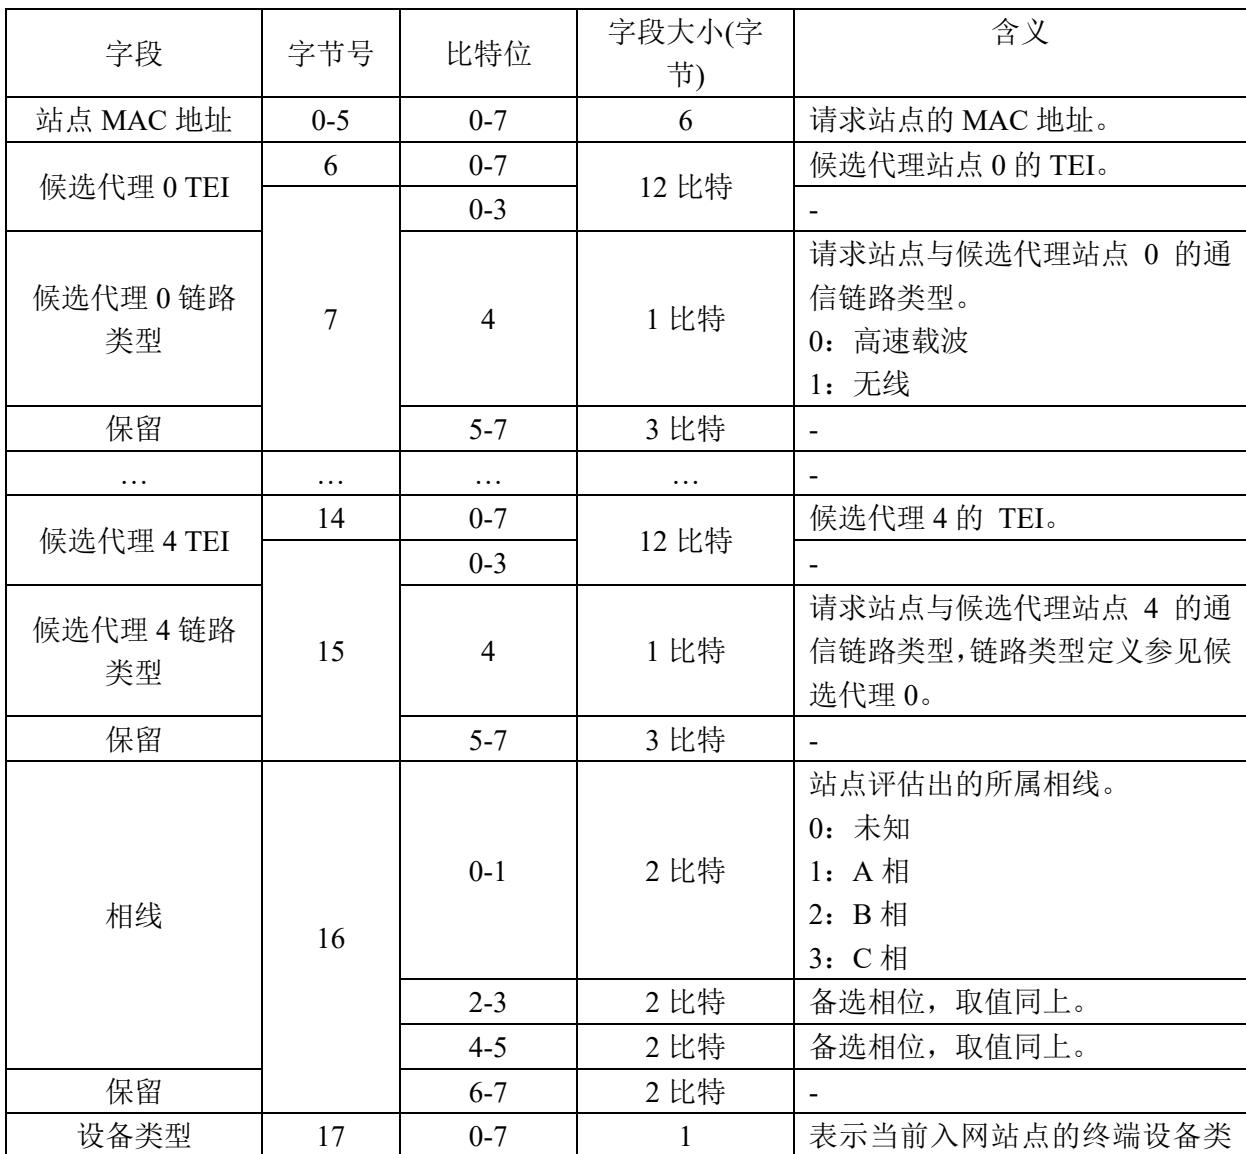 字段 字节号 比特位 字段大小(字 含义
节)
站点 MAC 地址 0-5 0-7 6 请求站点的 MAC 地址。
候选代理 0 TEI 6 0-7 12 比特 候选代理站点 0 的 TEI。
0-3 -
候选代理 0 链路
类型
7 4 1 比特
请求站点与候选代理站点 0 的通
信链路类型。
0：高速载波
1：无线
保留 5-7 3 比特 -
… … … … -
候选代理 4 TEI 14 0-7 12 比特 候选代理 4 的 TEI。
0-3 -
候选代理 4 链路
类型
15 4 1 比特
请求站点与候选代理站点 4 的通
信链路类型，链路类型定义参见候
选代理 0。
保留 5-7 3 比特 -
相线 16 0-1 2 比特
站点评估出的所属相线。
0：未知
1：A 相
2：B 相
3：C 相
2-3 2 比特 备选相位，取值同上。
4-5 2 比特 备选相位，取值同上。
保留 6-7 2 比特 -
设备类型 17 0-7 1 表示当前入网站点的终端设备类